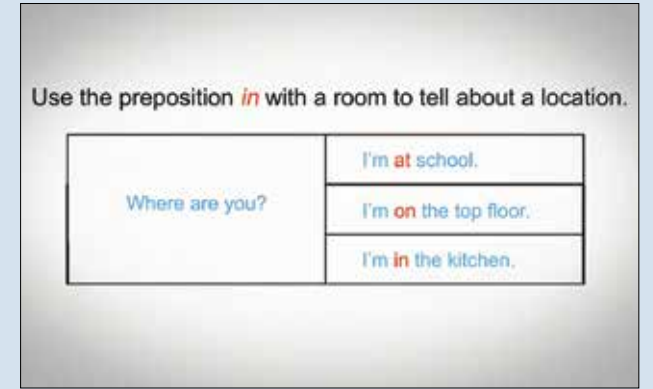 Use the preposition in with a room to tell about a location.
Where are you?
I'm at school.
I'm on the top floor.
I'm in the kitchen.